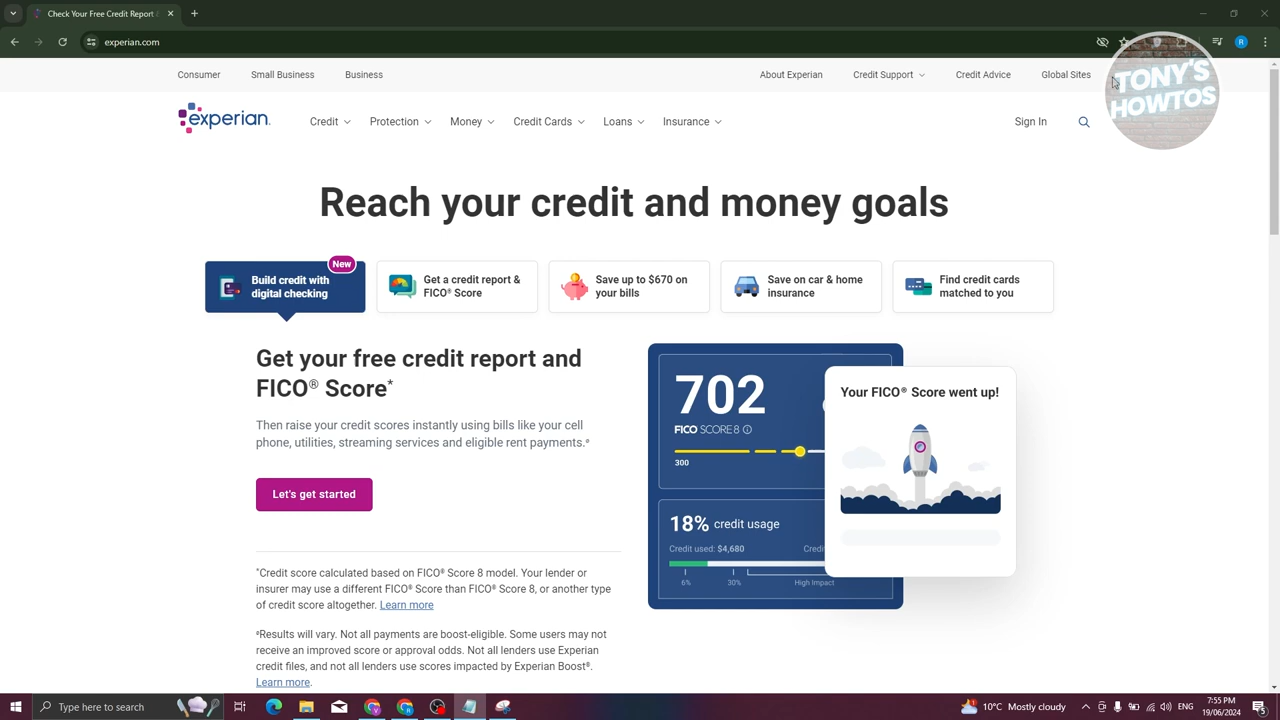 Check Your Free Credit Report &
experian.com
Consumer
Small Business
Business
About Experian
Credit Support
Credit Advice
Global Sites
TONY'S
HOWTOS
experian.
Credit
Protection
Money
Credit Cards
Loans
Insurance
Sign In
Reach your credit and money goals
New
Build credit with
digital checking
Get a credit report &
FICO® Score
Save up to $670 on
your bills
Save on car & home
insurance
Find credit cards
matched to you
Get your free credit report and
FICO® Score*
Then raise your credit scores instantly using bills like your cell
phone, utilities, streaming services and eligible rent payments.ø
Let's get started
702
FICO SCORE 8
300
Your FICO® Score went up!
18% credit usage
Credit used: $4,680
Credi
6%
30%
High Impact
*Credit score calculated based on FICO® Score 8 model. Your lender or
insurer may use a different FICO® Score than FICO® Score 8, or another type
of credit score altogether. Learn more
øResults will vary. Not all payments are boost-eligible. Some users may not
receive an improved score or approval odds. Not all lenders use Experian
credit files, and not all lenders use scores impacted by Experian Boost®.
Learn more.
Type here to search
10°C Mostly cloudy
7:55 PM
19/06/2024